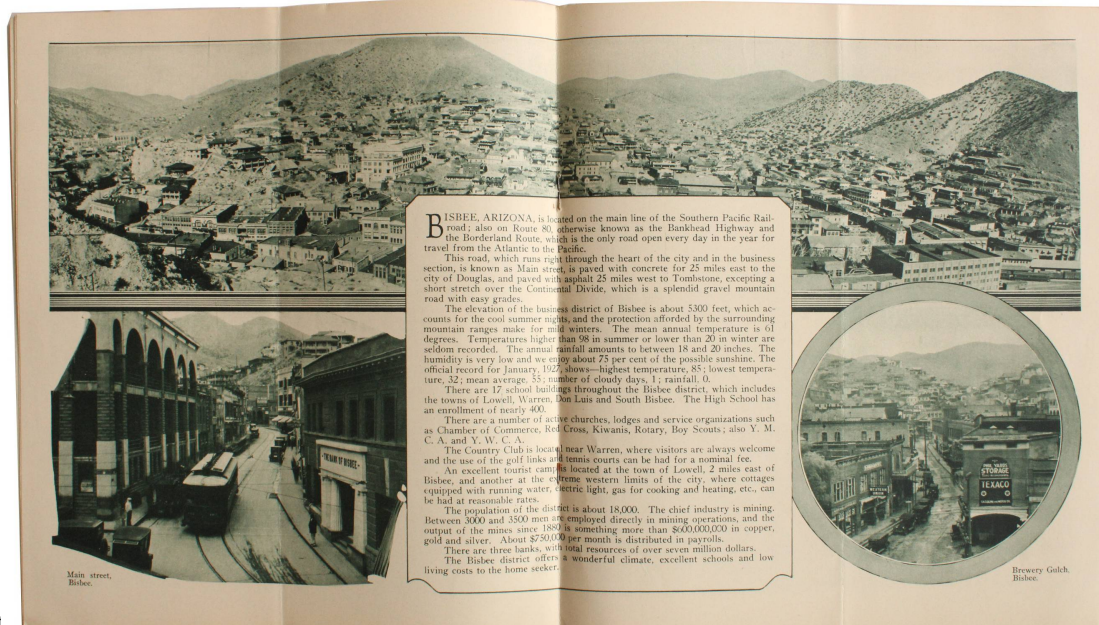 BISBEE, ARIZONA, is located on the main line of the Southern Pacific Rail-
road; also on Route 80, otherwise known as the Bankhead Highway and
the Borderland Route, which is the only road open every day in the year for
travel from the Atlantic to the Pacific.
This road, which runs right through the heart of the city and in the business
section, is known as Main street, is paved with concrete for 25 miles east to the
city of Douglas, and paved with asphalt 25 miles west to Tombstone, excepting a
short stretch over the Continental Divide, which is a splendid gravel mountain
road with easy grades.
The elevation of the business district of Bisbee is about 5300 feet, which ac-
counts for the cool summer nights, and the protection afforded by the surrounding
mountain ranges make for mild winters. The mean annual temperature is 61
degrees. Temperatures higher than 98 in summer or lower than 20 in winter are
seldom recorded. The annual rainfall amounts to between 18 and 20 inches. The
humidity is very low and we enjoy about 75 per cent of the possible sunshine. The
official record for January, 1927, shows—highest temperature, 85; lowest tempera-
ture, 32; mean average, 55; number of cloudy days, 1; rainfall, 0.
There are 17 school buildings throughout the Bisbee district, which includes
the towns of Lowell, Warren, Don Luis and South Bisbee. The High School has
an enrollment of nearly 400.
There are a number of active churches, lodges and service organizations such
as Chamber of Commerce, Red Cross, Kiwanis, Rotary, Boy Scouts; also Y. M.
C. A. and Y. W. C. A.
The Country Club is located near Warren, where visitors are always welcome
and the use of the golf links and tennis courts can be had for a nominal fee.
An excellent tourist camp is located at the town of Lowell, 2 miles east of
Bisbee, and another at the extreme western limits of the city, where cottages
equipped with running water, electric light, gas for cooking and heating, etc., can
be had at reasonable rates.
The population of the district is about 18,000. The chief industry is mining.
Between 3000 and 3500 men are employed directly in mining operations, and the
output of the mines since 1880 is something more than $600,000,000 in copper,
gold and silver. About $750,000 per month is distributed in payrolls.
There are three banks, with total resources of over seven million dollars.
The Bisbee district offers a wonderful climate, excellent schools and low
living costs to the home seeker.
THE BANK OF BISBEE
STORAGE
TEXACO
Main street,
Bisbee.
Brewery Gulch.
Bisbee.